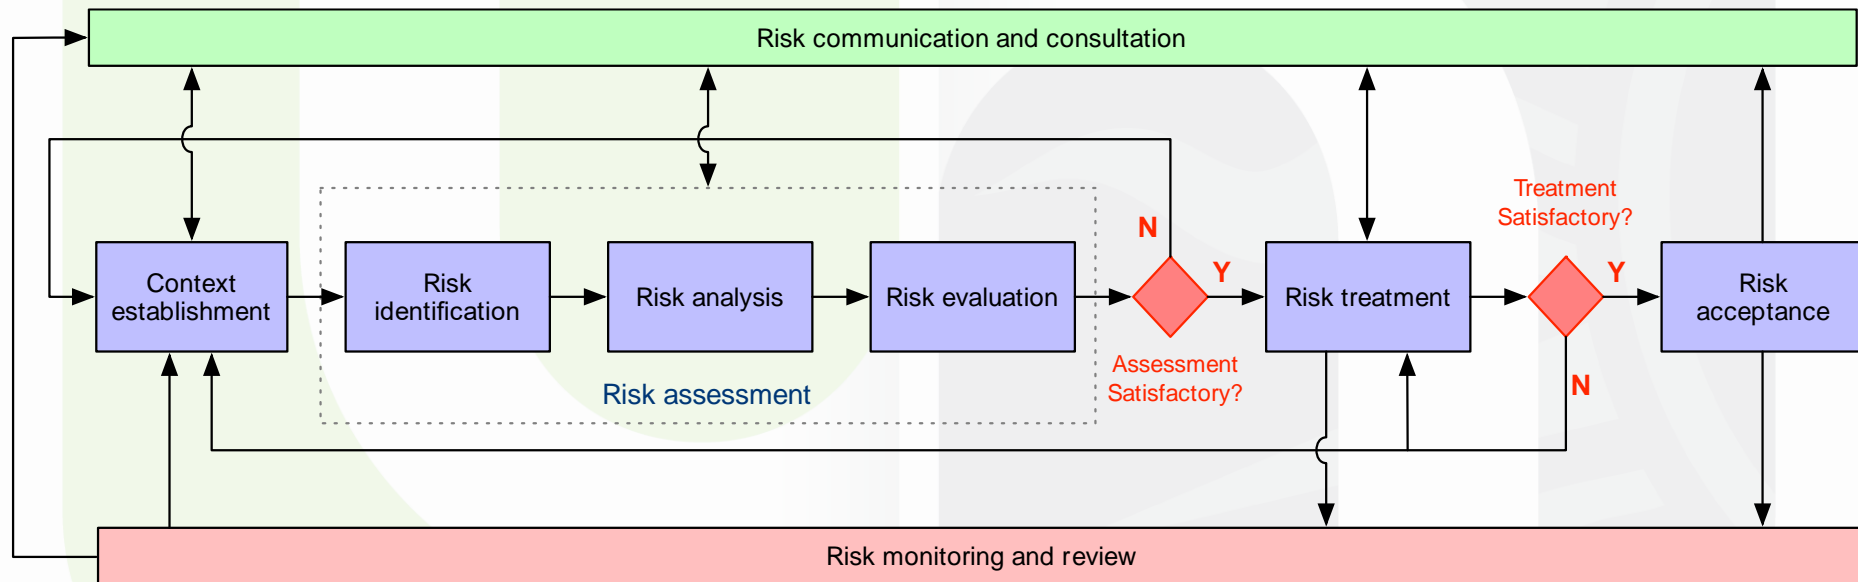 Risk communication and consultation
Treatment
Satisfactory?
N
Y
Y
Context
establishment
Risk
identification
Risk analysis
Risk evaluation
Risk treatment
Risk
acceptance
Assessment
Satisfactory?
N
Risk assessment
Risk monitoring and review